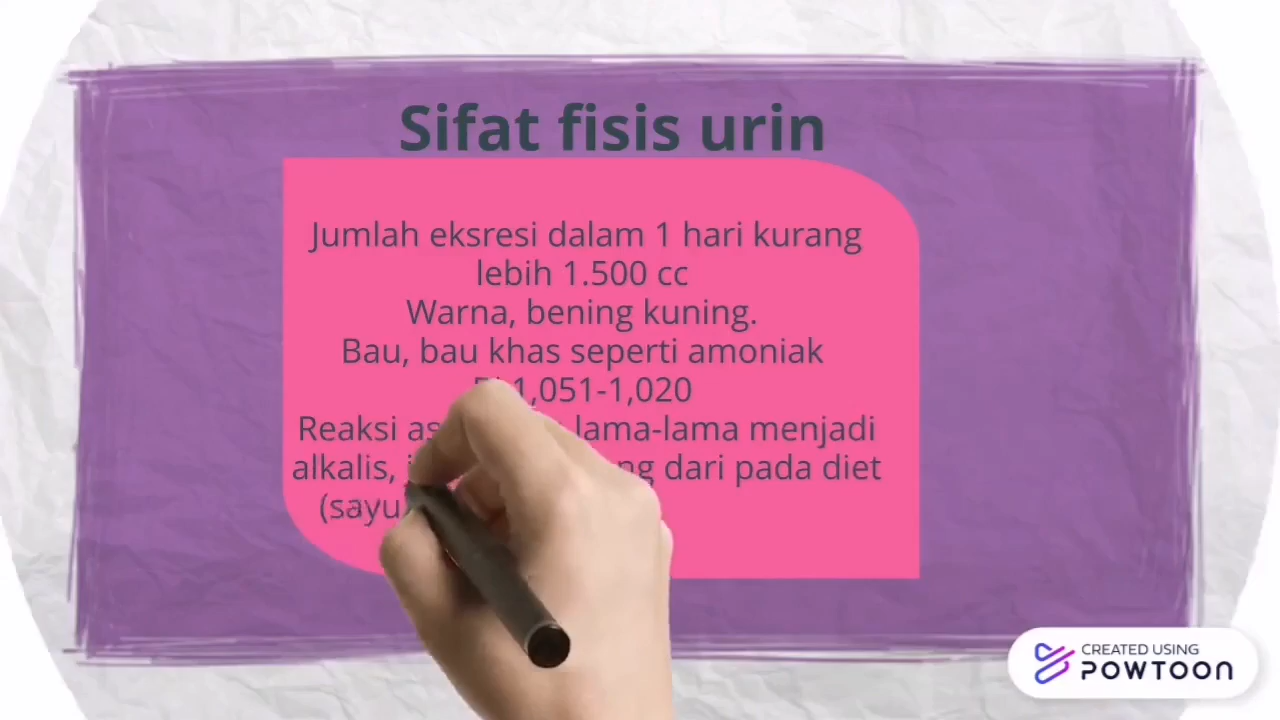 Sifat fisis urin
Jumlah eksresi dalam 1 hari kurang
lebih 1.500 cc
Warna, bening kuning.
Bau, bau khas seperti amoniak
1,051-1,020
Reaksi lama-lama menjadi
alkalis, dari pada diet
(sayu
CREATED USING
POWTOON